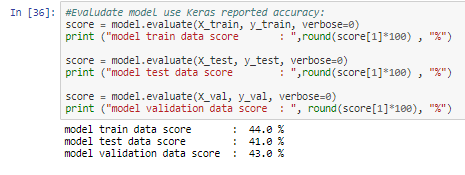 In [36]:
#Evaludate model use Keras reported accuracy:
score = model.evaluate(X_train, y_train, verbose=0)
print ("model train data score      : ",round(score[1]*100) , "%")
score = model.evaluate(X_test, y_test, verbose=0)
print ("model test data score       : ",round(score[1]*100) , "%")
score = model.evaluate(X_val, y_val, verbose=0)
print ("model validation data score  : ", round(score[1]*100), "%")
model train data score       :  44.0 %
model test data score        :  41.0 %
model validation data score  :  43.0 %